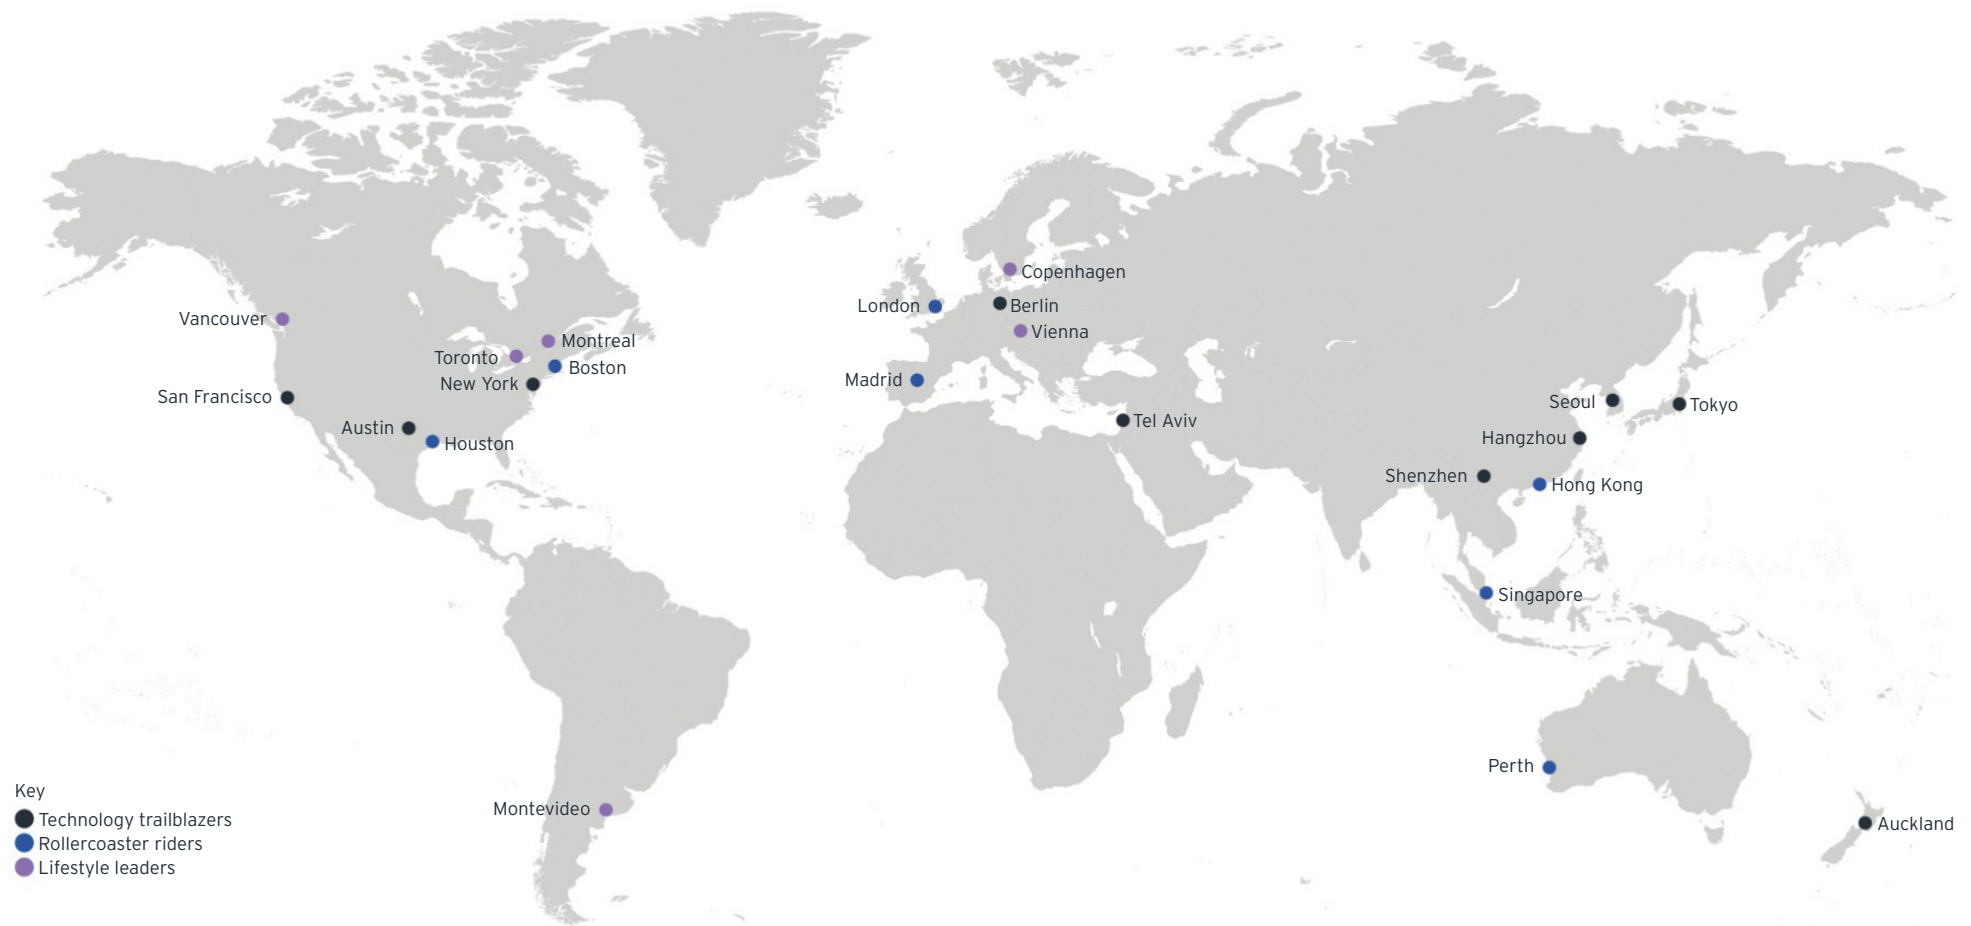 Copenhagen
London
Berlin
Vancouver
Vienna
Montreal
Toronto
Boston
New York
Madrid
San Francisco
Seoul
Tokyo
Austin
Tel Aviv
Houston
Hangzhou
Shenzhen
Hong Kong
Singapore
Perth
Key
Montevideo
Technology trailblazers
Auckland
Rollercoaster riders
Lifestyle leaders